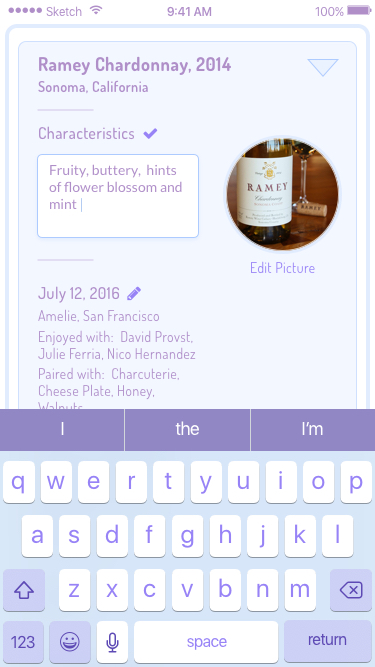 Sketch 9:41 AM 100%
Ramey Chardonnay, 2014
Sonoma, California
Characteristics
Fruity, buttery, hints
of flower blossom and
mint
RAMEY
Chardonnay
Edit Picture
July 12, 2016
Amelie, San Francisco
Enjoyed with: David Provst,
Julie Ferria, Nico Hernandez
Paired with: Charcuterie,
Cheese Plate, Honey,
Walnuts
I the I'm
q w e r t y u i o p
a s d f g h j k l
z x c v b n m
123 space return